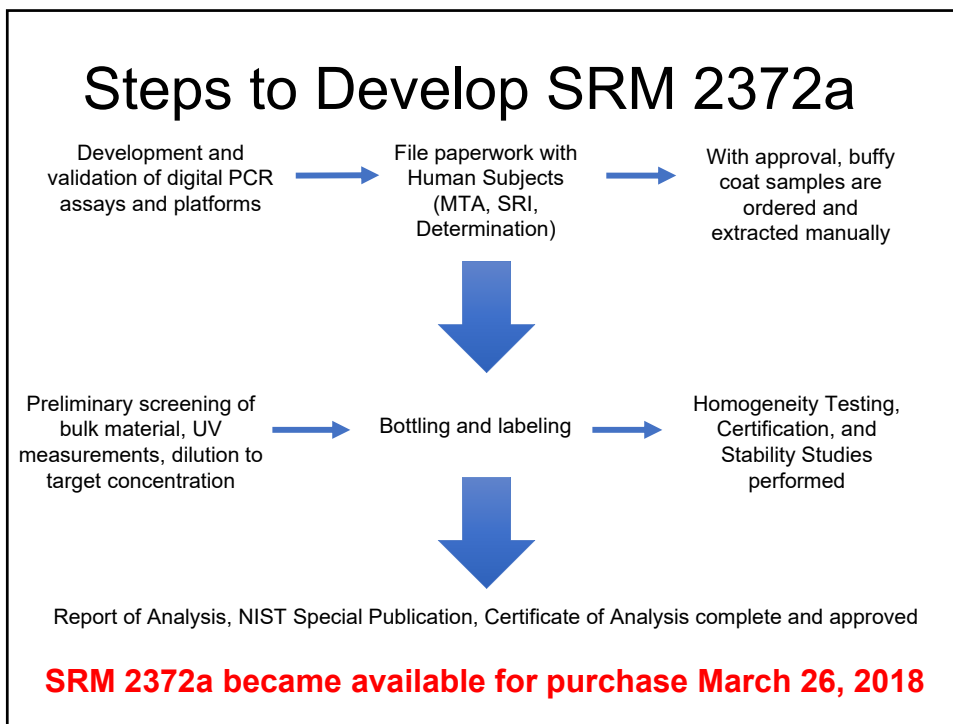 Steps to Develop SRM 2372a
Development and
validation of digital PCR
assays and platforms
File paperwork with
Human Subjects
(MTA, SRI,
Determination)
With approval, buffy
coat samples are
ordered and
extracted manually
Preliminary screening of
bulk material, UV
measurements, dilution to
target concentration
Bottling and labeling
Homogeneity Testing,
Certification, and
Stability Studies
performed
Report of Analysis, NIST Special Publication, Certificate of Analysis complete and approved
SRM 2372a became available for purchase March 26, 2018